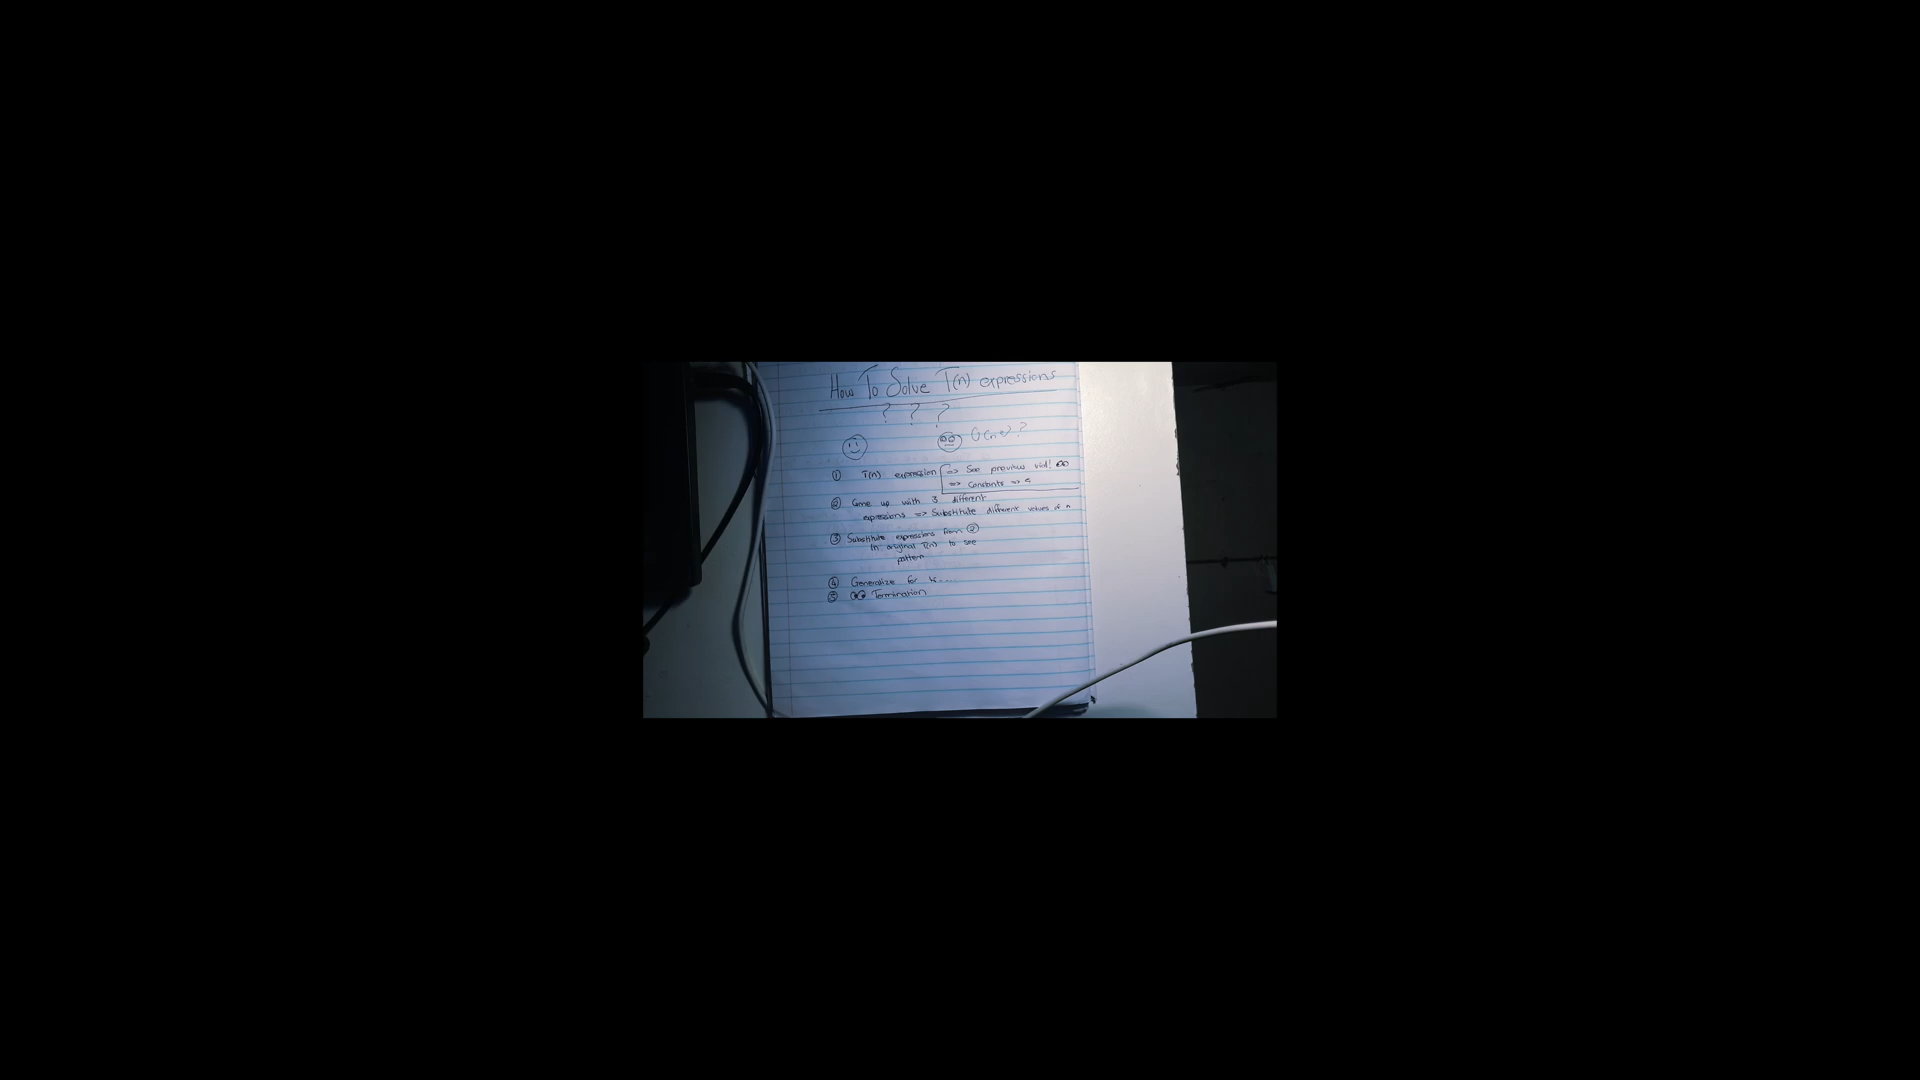 How To Solve T(n) expressions
? ? ?
① T(n) expression => See previous vid!
=> Constants =>
② Come up with 3 different
expressions => Substitute different values of n
③ Substitute expressions from ②
in original T(n) to see
pattern
④ Generalize for k....
⑤ Termination